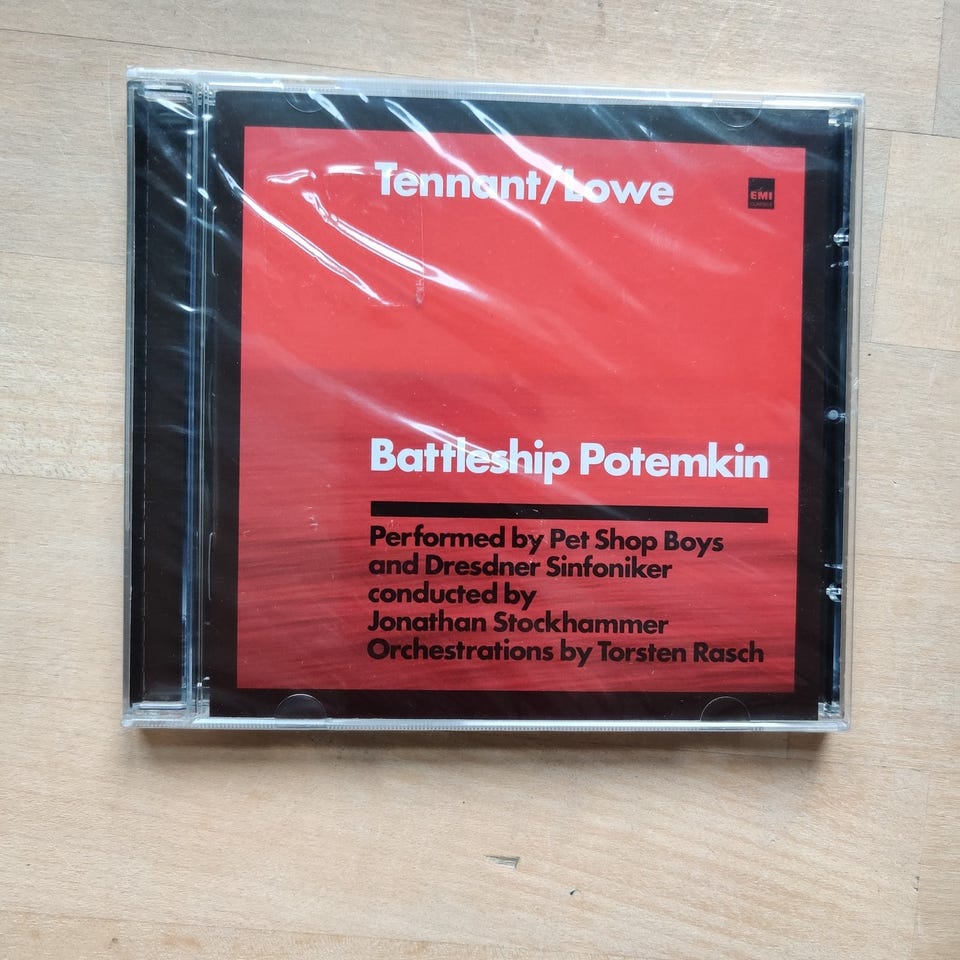 Tennant/Lowe
EMI
CLASSICS
Battleship Potemkin
Performed by Pet Shop Boys
and Dresdner Sinfoniker
conducted by
Jonathan Stockhammer
Orchestrations by Torsten Rasch